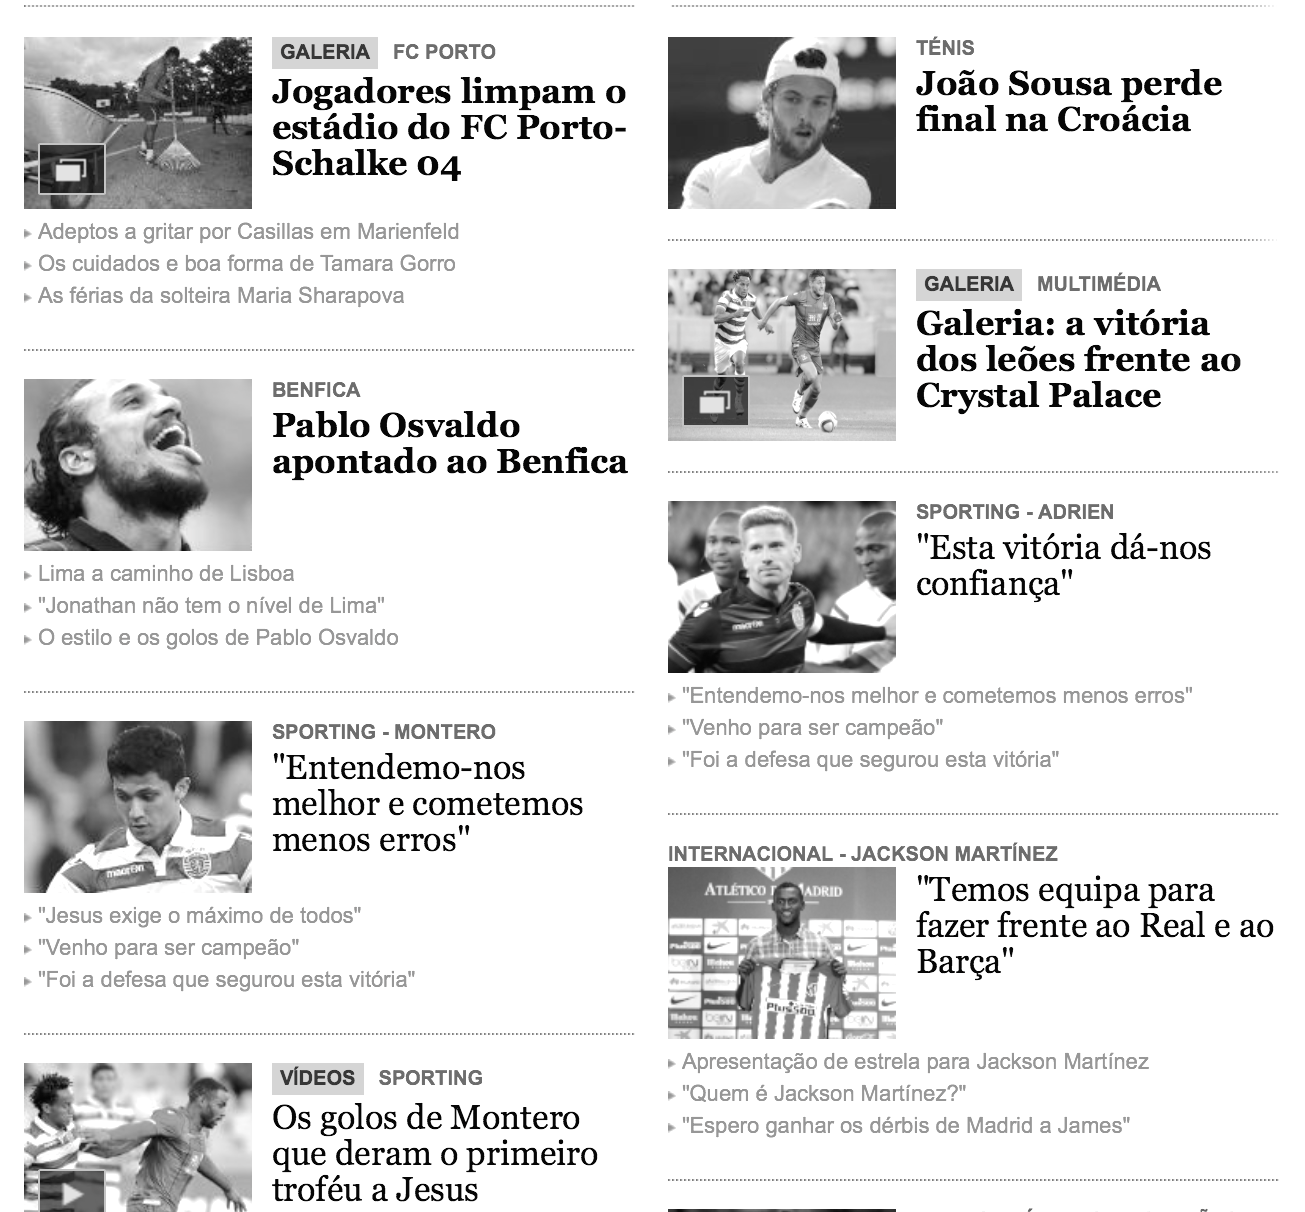 GALERIA FC PORTO
Jogadores limpam o
estádio do FC Porto-
Schalke 04
Adeptos a gritar por Casillas em Marienfeld
Os cuidados e boa forma de Tamara Gorro
As férias da solteira Maria Sharapova
BENFICA
Pablo Osvaldo
apontado ao Benfica
Lima a caminho de Lisboa
"Jonathan não tem o nível de Lima"
O estilo e os golos de Pablo Osvaldo
SPORTING - MONTERO
"Entendemo-nos
melhor e cometemos
menos erros"
macron
"Jesus exige o máximo de todos"
"Venho para ser campeão"
"Foi a defesa que segurou esta vitória"
VÍDEOS SPORTING
Os golos de Montero
que deram o primeiro
troféu a Jesus
TÉNIS
João Sousa perde
final na Croácia
GALERIA MULTIMÉDIA
Galeria: a vitória
dos leões frente ao
Crystal Palace
SPORTING - ADRIEN
"Esta vitória dá-nos
confiança"
macron
"Entendemo-nos melhor e cometemos menos erros"
"Venho para ser campeão"
"Foi a defesa que segurou esta vitória"
INTERNACIONAL - JACKSON MARTÍNEZ
ATLÉTICO DE MADRID
Plus500
beIN
"Temos equipa para
fazer frente ao Real e ao
Barça"
Apresentação de estrela para Jackson Martínez
"Quem é Jackson Martínez?"
"Espero ganhar os dérbis de Madrid a James"